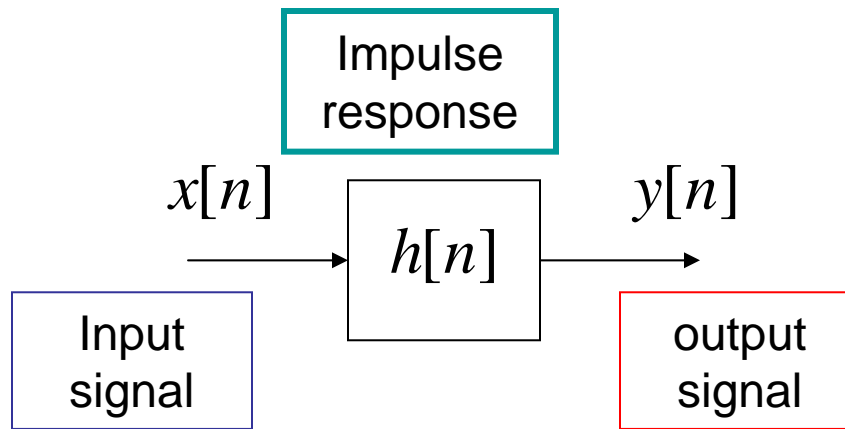 Impulse
response
x[n]
y[n]
h[n]
Input
signal
output
signal